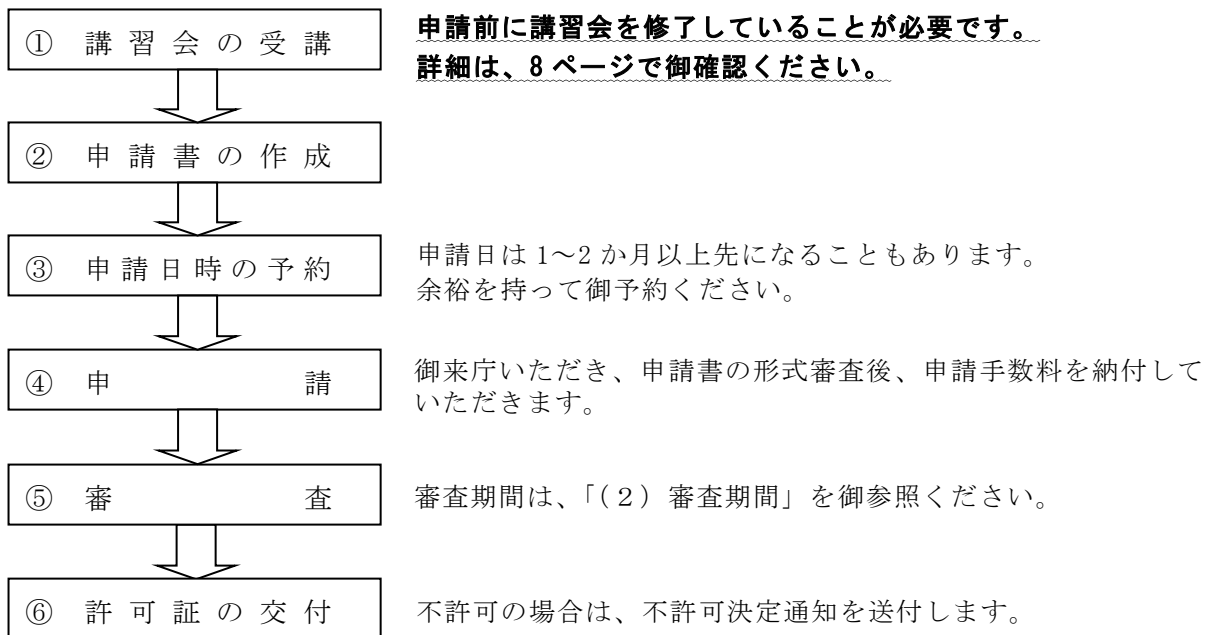 ① 講習会の受講
申請前に講習会を修了していることが必要です。
詳細は、8ページで御確認ください。
② 申請書の作成
③ 申請日時の予約
申請日は1~2か月以上先になることもあります。
余裕を持って御予約ください。
④ 申請
御来庁いただき、申請書の形式審査後、申請手数料を納付して
いただきます。
⑤ 審査
審査期間は、「(2)審査期間」を御参照ください。
⑥ 許可証の交付
不許可の場合は、不許可決定通知を送付します。